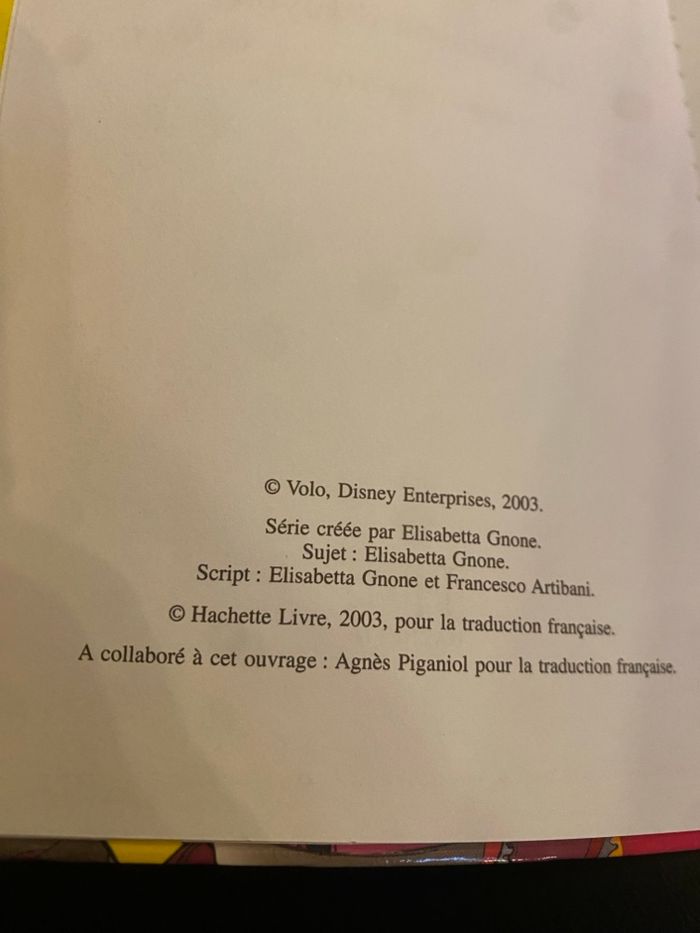 © Volo, Disney Enterprises, 2003.
Série créée par Elisabetta Gnone.
Sujet : Elisabetta Gnone.
Script : Elisabetta Gnone et Francesco Artibani.
© Hachette Livre, 2003, pour la traduction française.
A collaboré à cet ouvrage : Agnès Piganiol pour la traduction française.